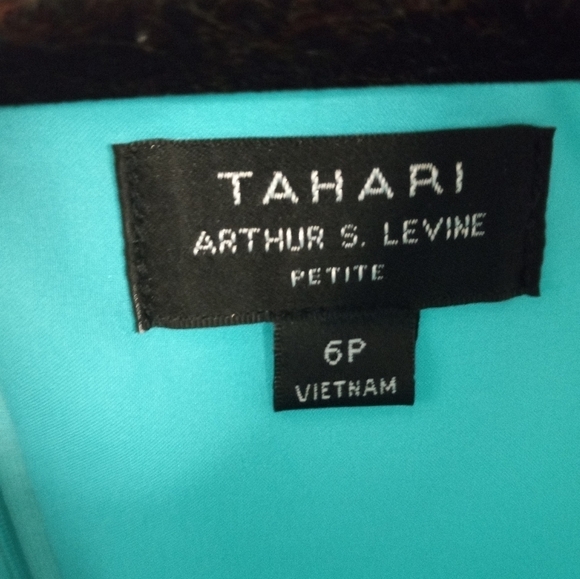 TAHARI
ARTHUR S. LEVINE
PETITE
6P
VIETNAM